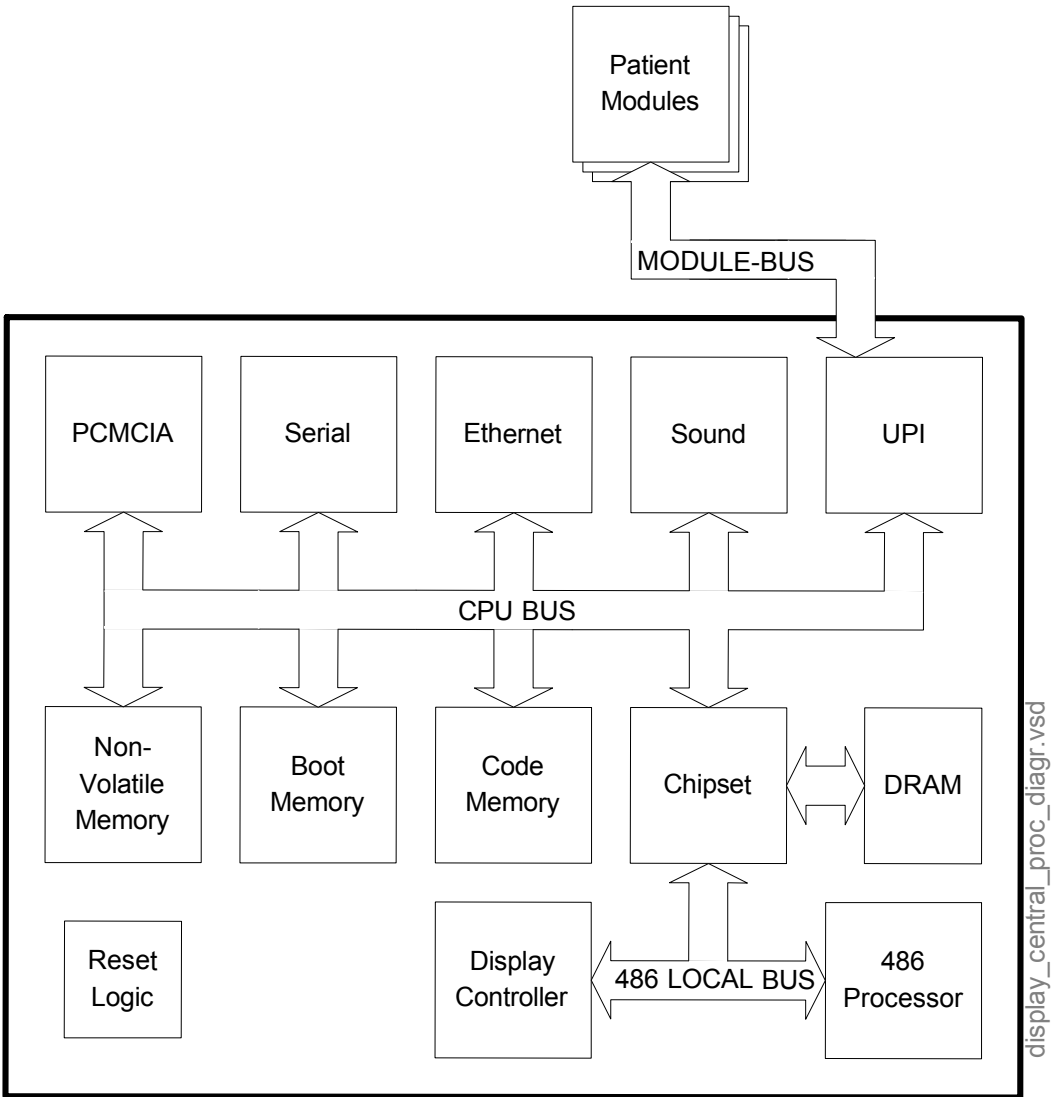 Patient
Modules
MODULE-BUS
PCMCIA
Serial
Ethernet
Sound
UPI
CPU BUS
Non-
Volatile
Memory
Boot
Memory
Code
Memory
Chipset
DRAM
Reset
Logic
Display
Controller
486 LOCAL BUS
486
Processor
display_central_proc_diagr.vsd